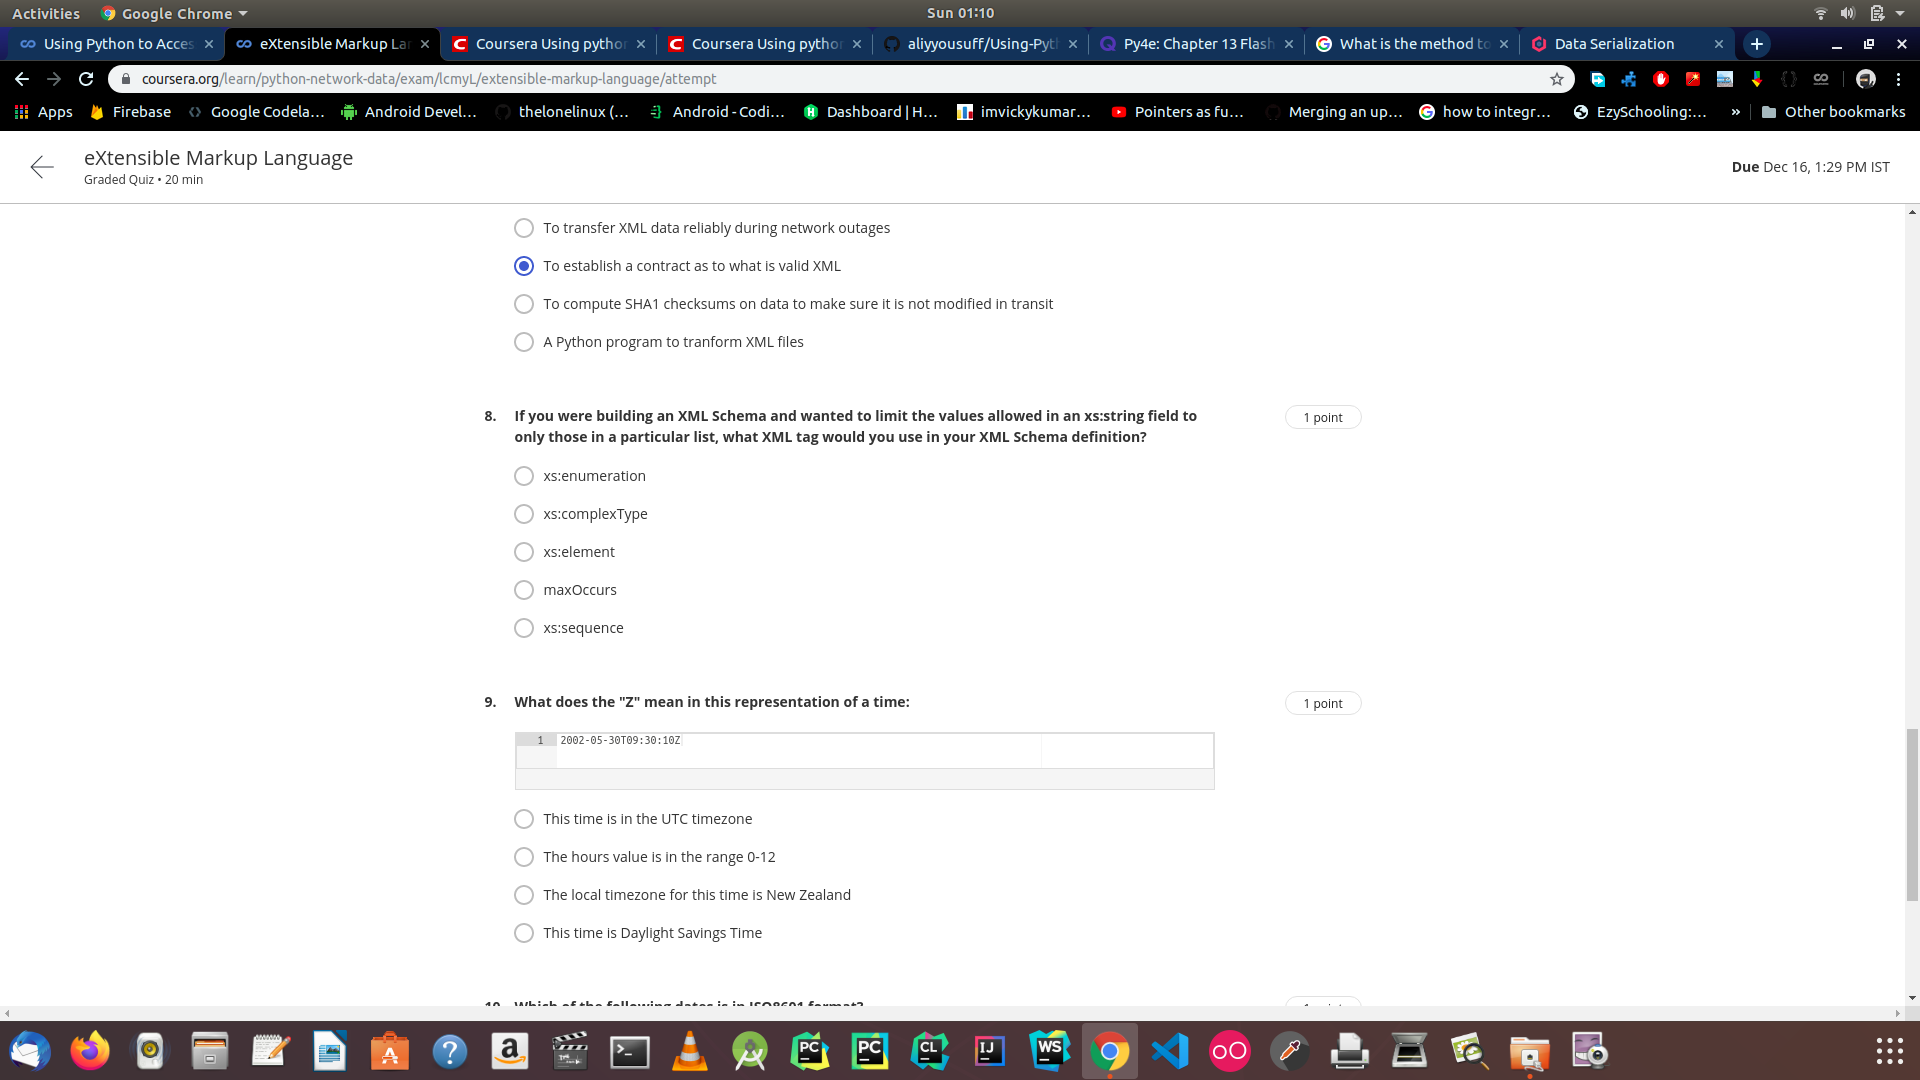 Activities Google Chrome Sun 01:10
Using Python to Acces eXtensible Markup Lan Coursera Using python Coursera Using python aliyyousuff/Using-Pyth Py4e: Chapter 13 Flash What is the method to Data Serialization
coursera.org/learn/python-network-data/exam/lcmyL/extensible-markup-language/attempt
Apps Firebase Google Codela... Android Devel... thelonelinux (... Android - Codi... Dashboard | H... imvickykumar... Pointers as fu... Merging an up... how to integr... EzySchooling:... » Other bookmarks
eXtensible Markup Language
Graded Quiz • 20 min
Due Dec 16, 1:29 PM IST
To transfer XML data reliably during network outages
To establish a contract as to what is valid XML
To compute SHA1 checksums on data to make sure it is not modified in transit
A Python program to tranform XML files
8. If you were building an XML Schema and wanted to limit the values allowed in an xs:string field to 1 point
only those in a particular list, what XML tag would you use in your XML Schema definition?
xs:enumeration
xs:complexType
xs:element
maxOccurs
xs:sequence
9. What does the "Z" mean in this representation of a time: 1 point
1 2002-05-30T09:30:10Z
This time is in the UTC timezone
The hours value is in the range 0-12
The local timezone for this time is New Zealand
This time is Daylight Savings Time
10. Which of the following dates is in ISO8601 format? 1 point